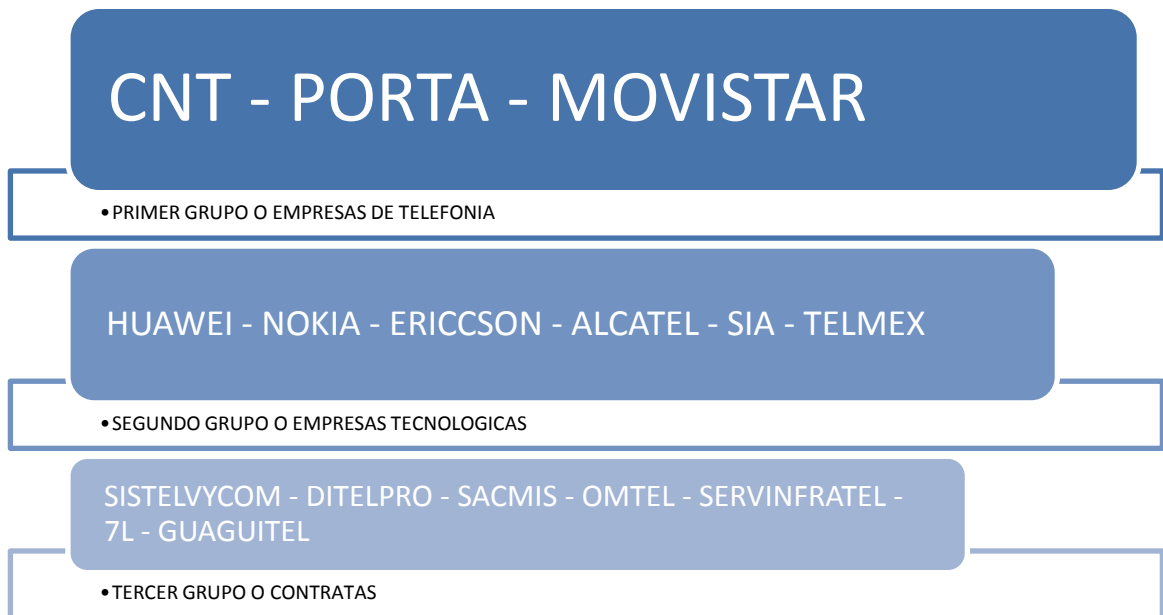 CNT - PORTA - MOVISTAR
•PRIMER GRUPO O EMPRESAS DE TELEFONIA
HUAWEI - NOKIA - ERICCSON - ALCATEL - SIA - TELMEX
•SEGUNDO GRUPO O EMPRESAS TECNOLOGICAS
SISTELVYCOM - DITELPRO - SACMIS - OMTEL - SERVINFRATEL -
7L - GUAGUITEL
•TERCER GRUPO O CONTRATAS